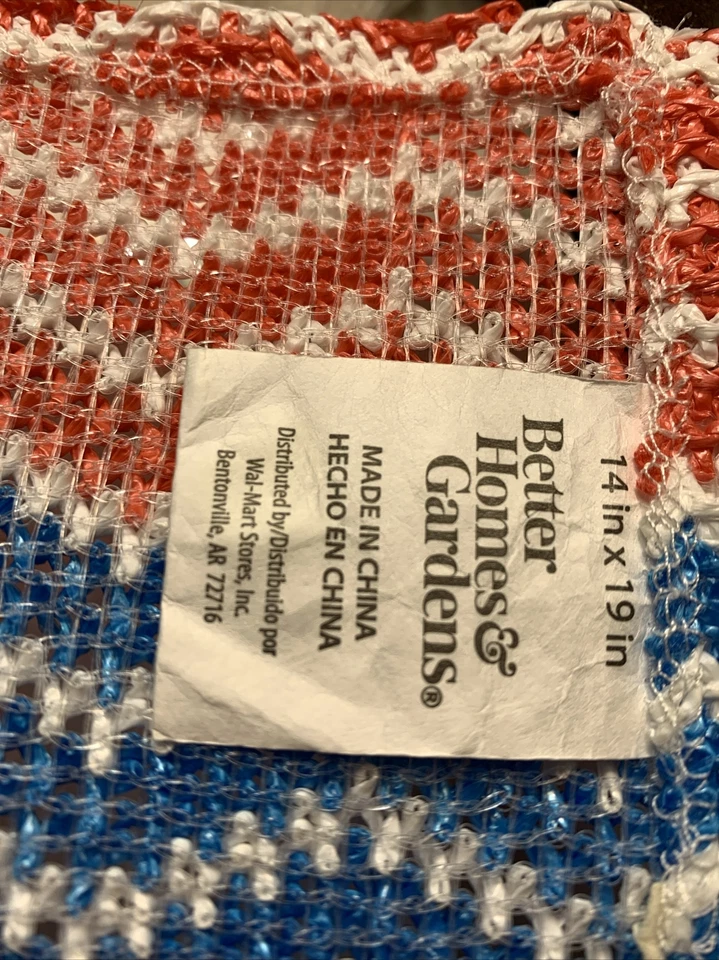 14 in x 19 in
Better
Homes&
Gardens®
MADE IN CHINA
HECHO EN CHINA
Distributed by/Distribuido por
Wal-Mart Stores, Inc.
Bentonville, AR 72716